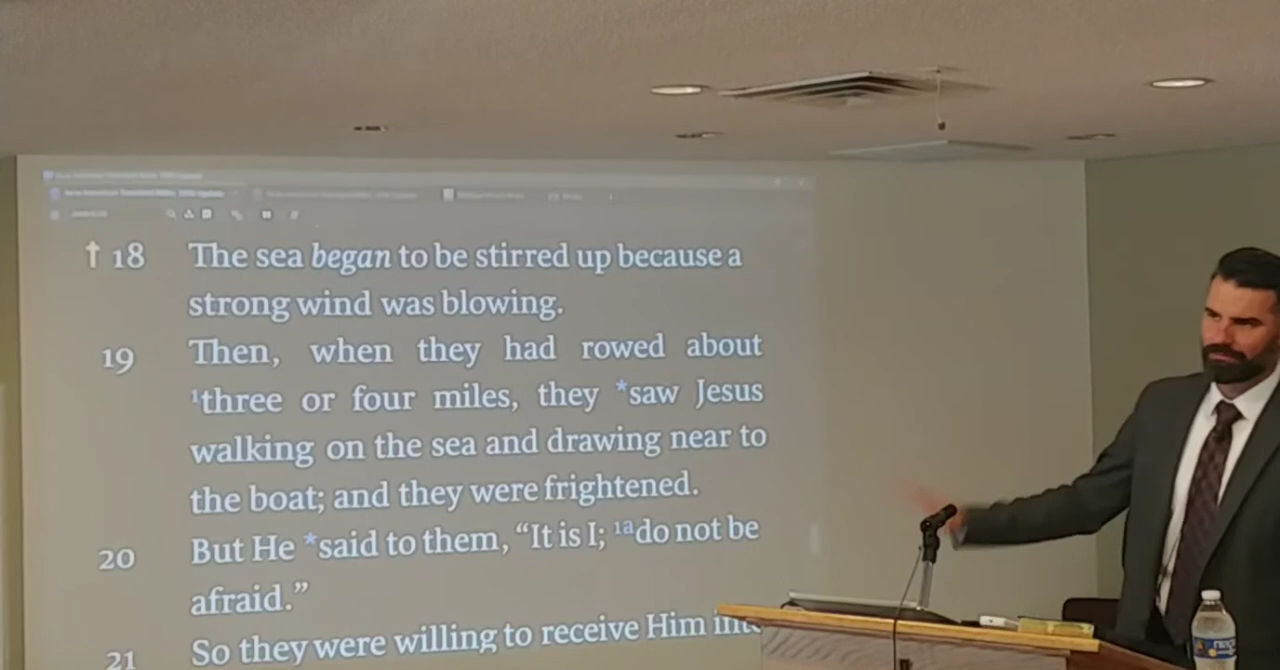 ↑ 18 The sea began to be stirred up because a
strong wind was blowing.
19 Then, when they had rowed about
¹three or four miles, they *saw Jesus
walking on the sea and drawing near to
the boat; and they were frightened.
20 But He *said to them, “It is I; ¹ᵃdo not be
afraid.”
21 So they were willing to receive Him into